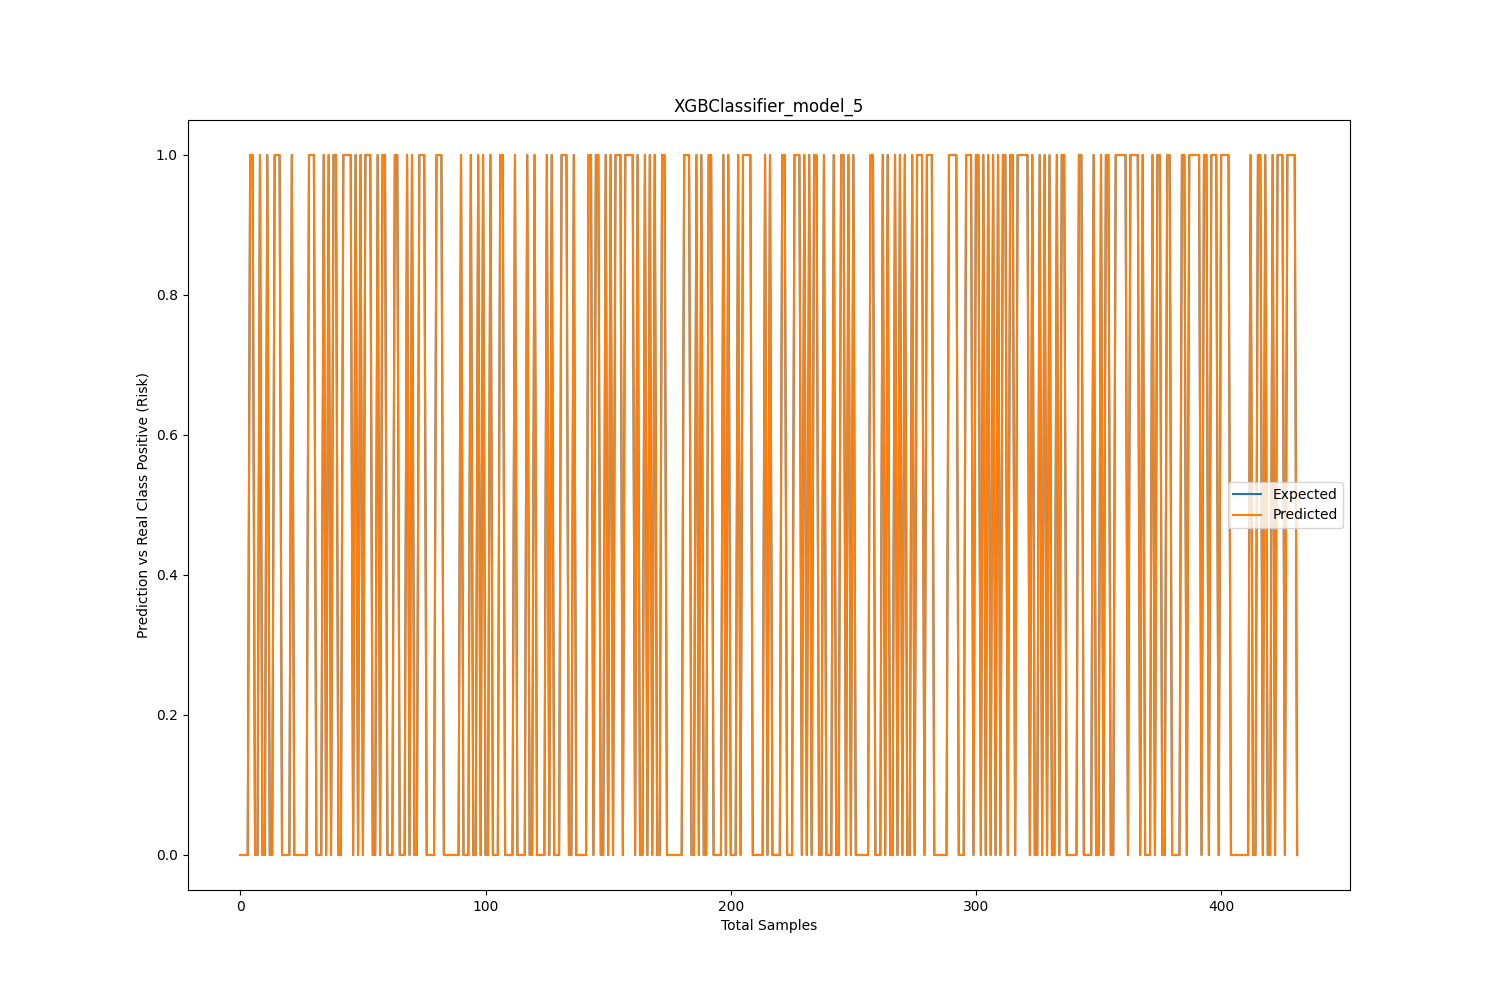 XGBClassifier_model_5
Prediction vs Real Class Positive (Risk)
1.0
0.8
0.6
0.4
0.2
0.0
Expected
Predicted
0
100
200
300
400
Total Samples